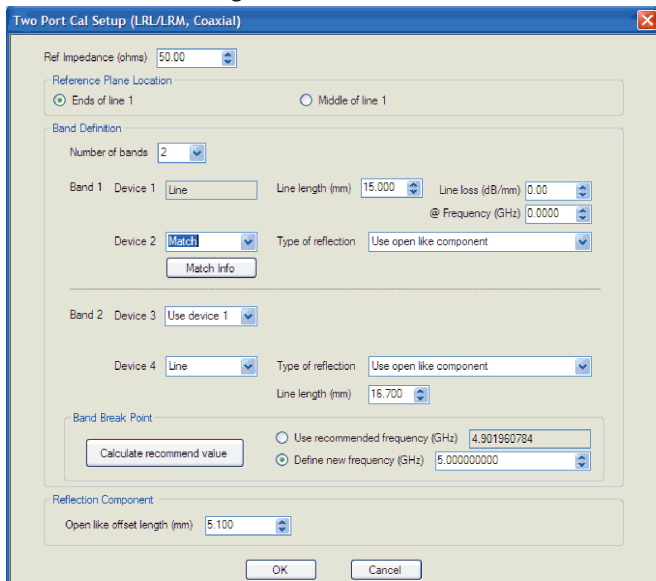 Two Port Cal Setup (LRL/LRM, Coaxial)
Ref Impedance (ohms) 50.00
Reference Plane Location
Ends of line 1 Middle of line 1
Band Definition
Number of bands 2
Band 1 Device 1 Line Line length (mm) 15.000 Line loss (dB/mm) 0.00
@ Frequency (GHz) 0.0000
Device 2 Match Type of reflection Use open like component
Match Info
Band 2 Device 3 Use device 1
Device 4 Line Type of reflection Use open like component
Line length (mm) 16.700
Band Break Point
Calculate recommend value
Use recommended frequency (GHz) 4.901960784
Define new frequency (GHz) 5.000000000
Reflection Component
Open like offset length (mm) 5.100
OK Cancel